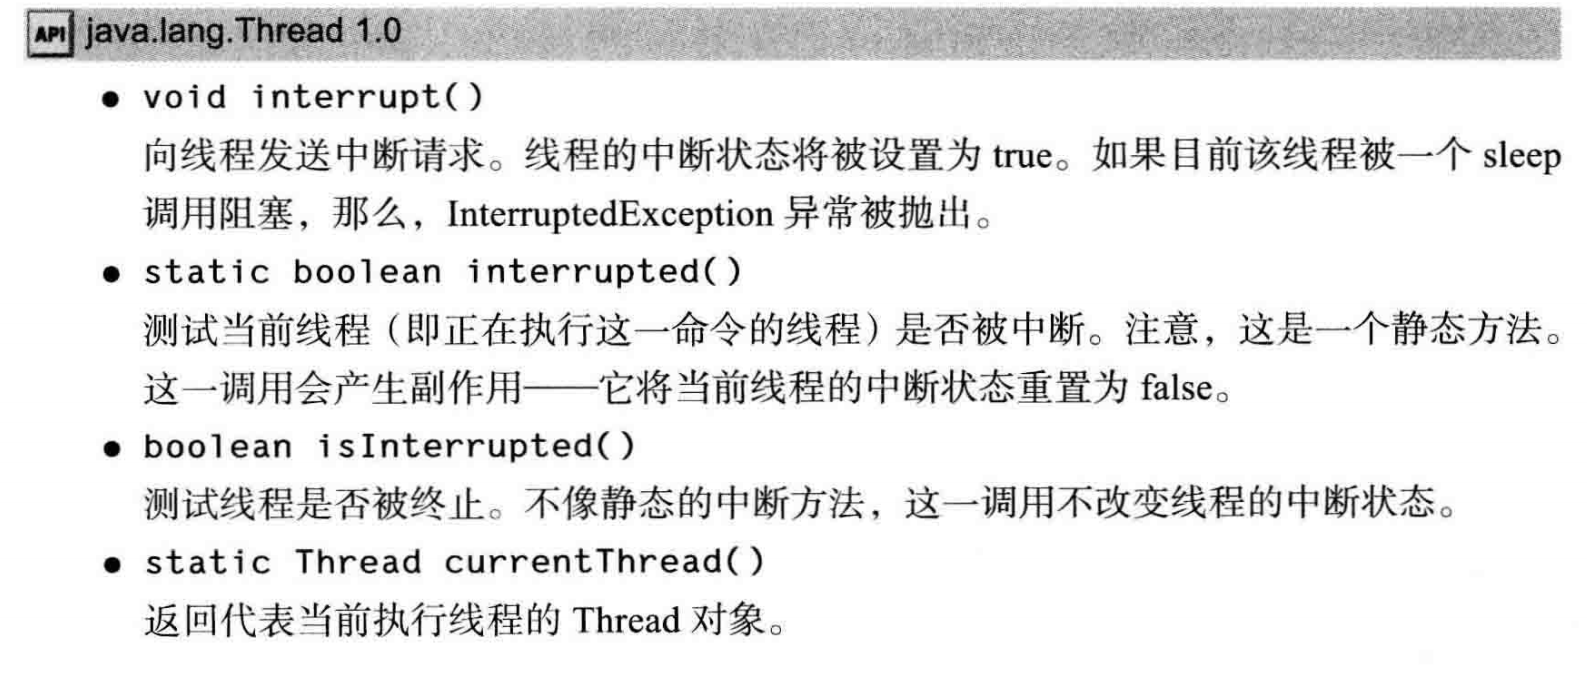 API java.lang.Thread 1.0
● void interrupt()
向线程发送中断请求。线程的中断状态将被设置为 true。如果目前该线程被一个 sleep
调用阻塞，那么，InterruptedException 异常被抛出。
● static boolean interrupted()
测试当前线程（即正在执行这一命令的线程）是否被中断。注意，这是一个静态方法。
这一调用会产生副作用——它将当前线程的中断状态重置为 false。
● boolean isInterrupted()
测试线程是否被终止。不像静态的中断方法，这一调用不改变线程的中断状态。
● static Thread currentThread()
返回代表当前执行线程的 Thread 对象。